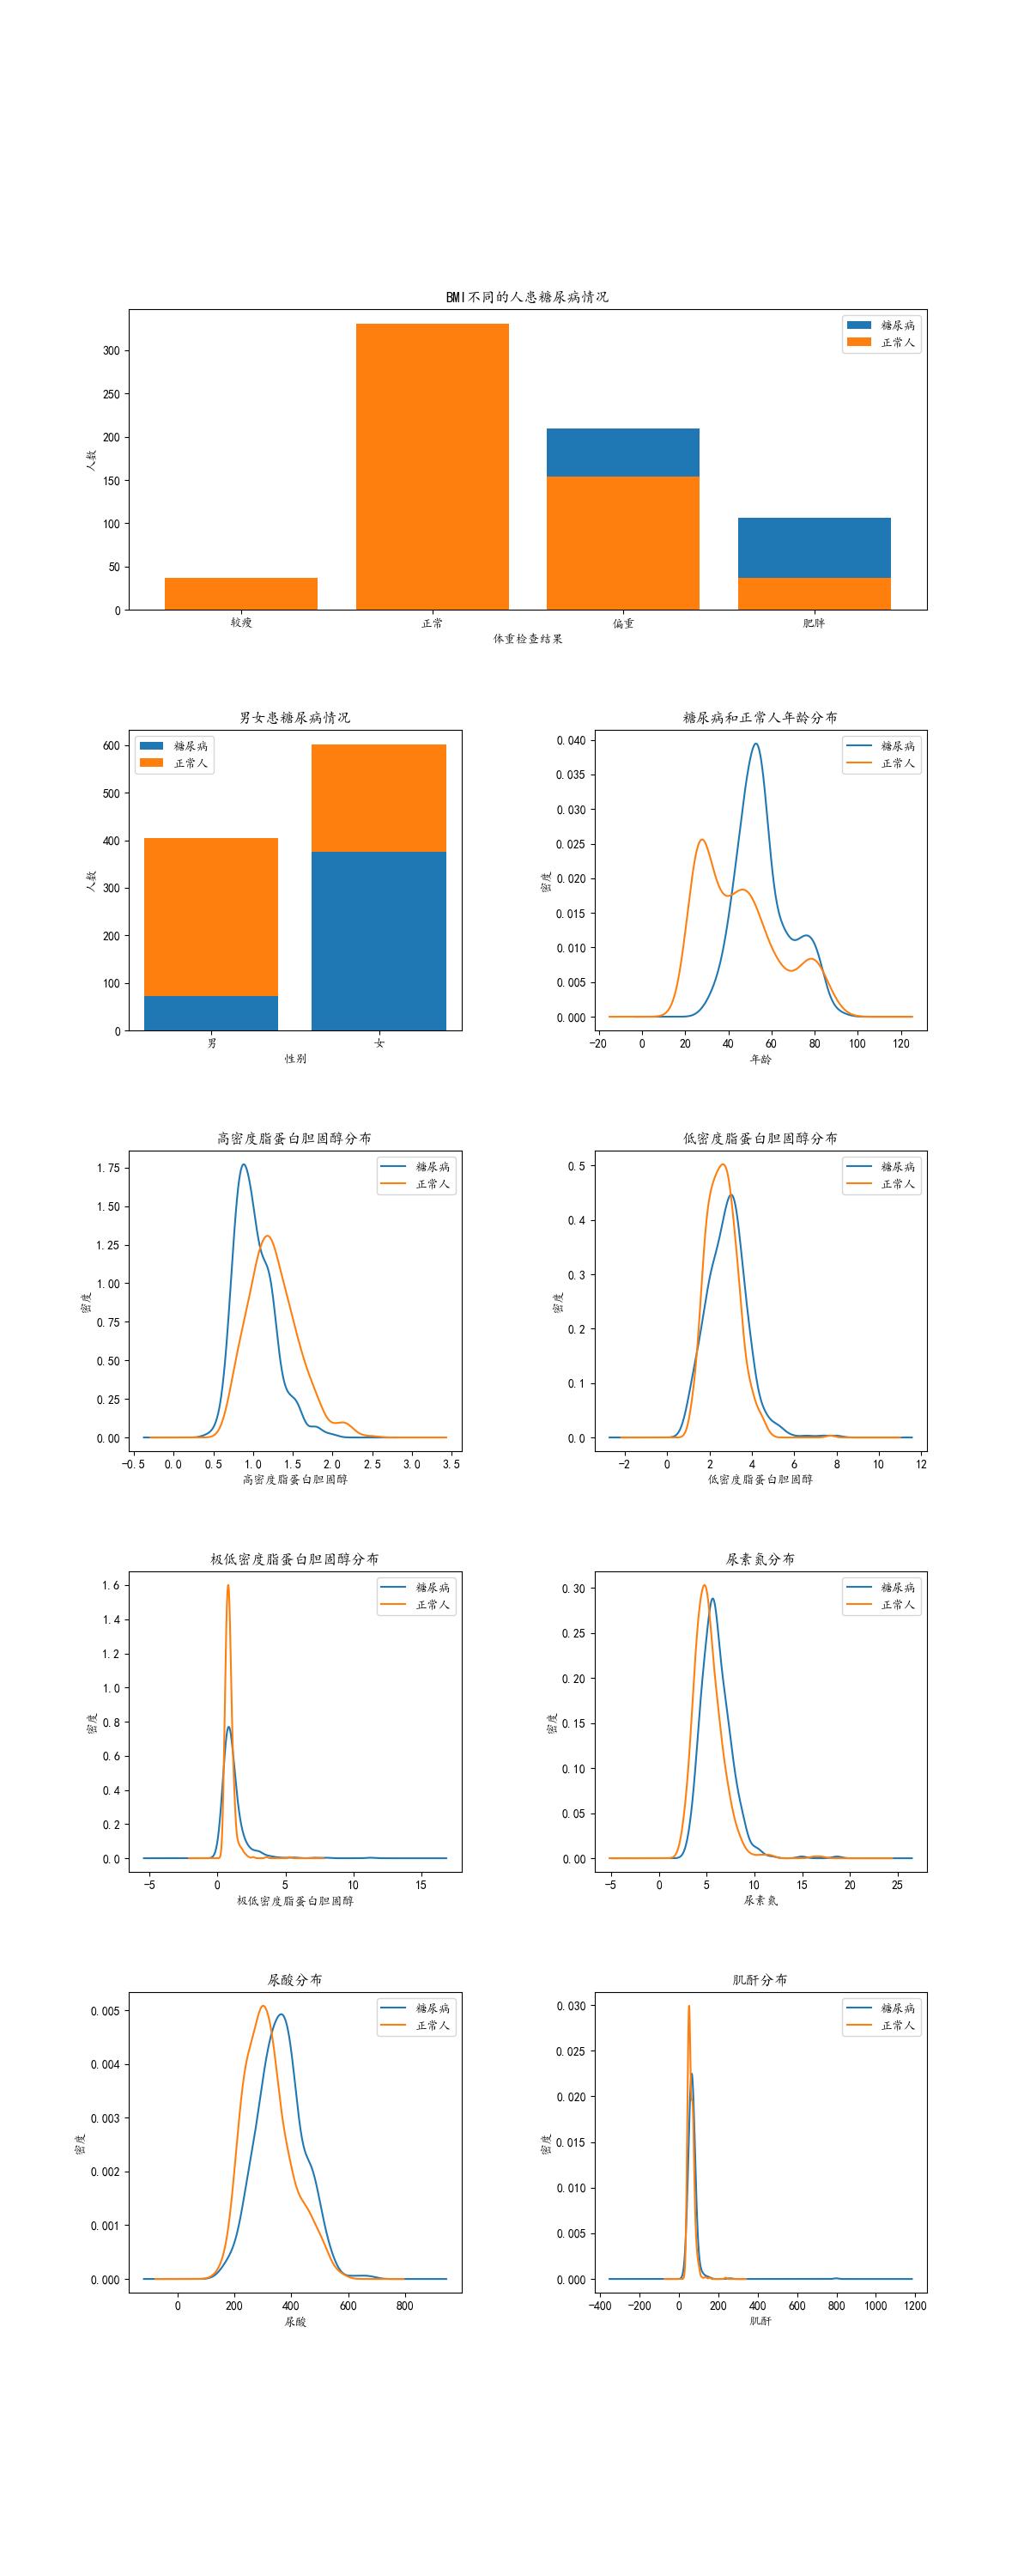 BMI不同的人患糖尿病情况
糖尿病
正常人
300
250
200
150
100
50
0
人数
较瘦
正常
偏重
肥胖
体重检查结果
男女患糖尿病情况
糖尿病
正常人
600
500
400
300
200
100
0
人数
男
女
性别
糖尿病和正常人年龄分布
糖尿病
正常人
0.040
0.035
0.030
0.025
0.020
0.015
0.010
0.005
0.000
密度
−20 0 20 40 60 80 100 120
年龄
高密度脂蛋白胆固醇分布
糖尿病
正常人
1.75
1.50
1.25
1.00
0.75
0.50
0.25
0.00
密度
−0.5 0.0 0.5 1.0 1.5 2.0 2.5 3.0 3.5
高密度脂蛋白胆固醇
低密度脂蛋白胆固醇分布
糖尿病
正常人
0.5
0.4
0.3
0.2
0.1
0.0
密度
−2 0 2 4 6 8 10 12
低密度脂蛋白胆固醇
极低密度脂蛋白胆固醇分布
糖尿病
正常人
1.6
1.4
1.2
1.0
0.8
0.6
0.4
0.2
0.0
密度
−5 0 5 10 15
极低密度脂蛋白胆固醇
尿素氮分布
糖尿病
正常人
0.30
0.25
0.20
0.15
0.10
0.05
0.00
密度
−5 0 5 10 15 20 25
尿素氮
尿酸分布
糖尿病
正常人
0.005
0.004
0.003
0.002
0.001
0.000
密度
0 200 400 600 800
尿酸
肌酐分布
糖尿病
正常人
0.030
0.025
0.020
0.015
0.010
0.005
0.000
密度
−400 −200 0 200 400 600 800 1000 1200
肌酐